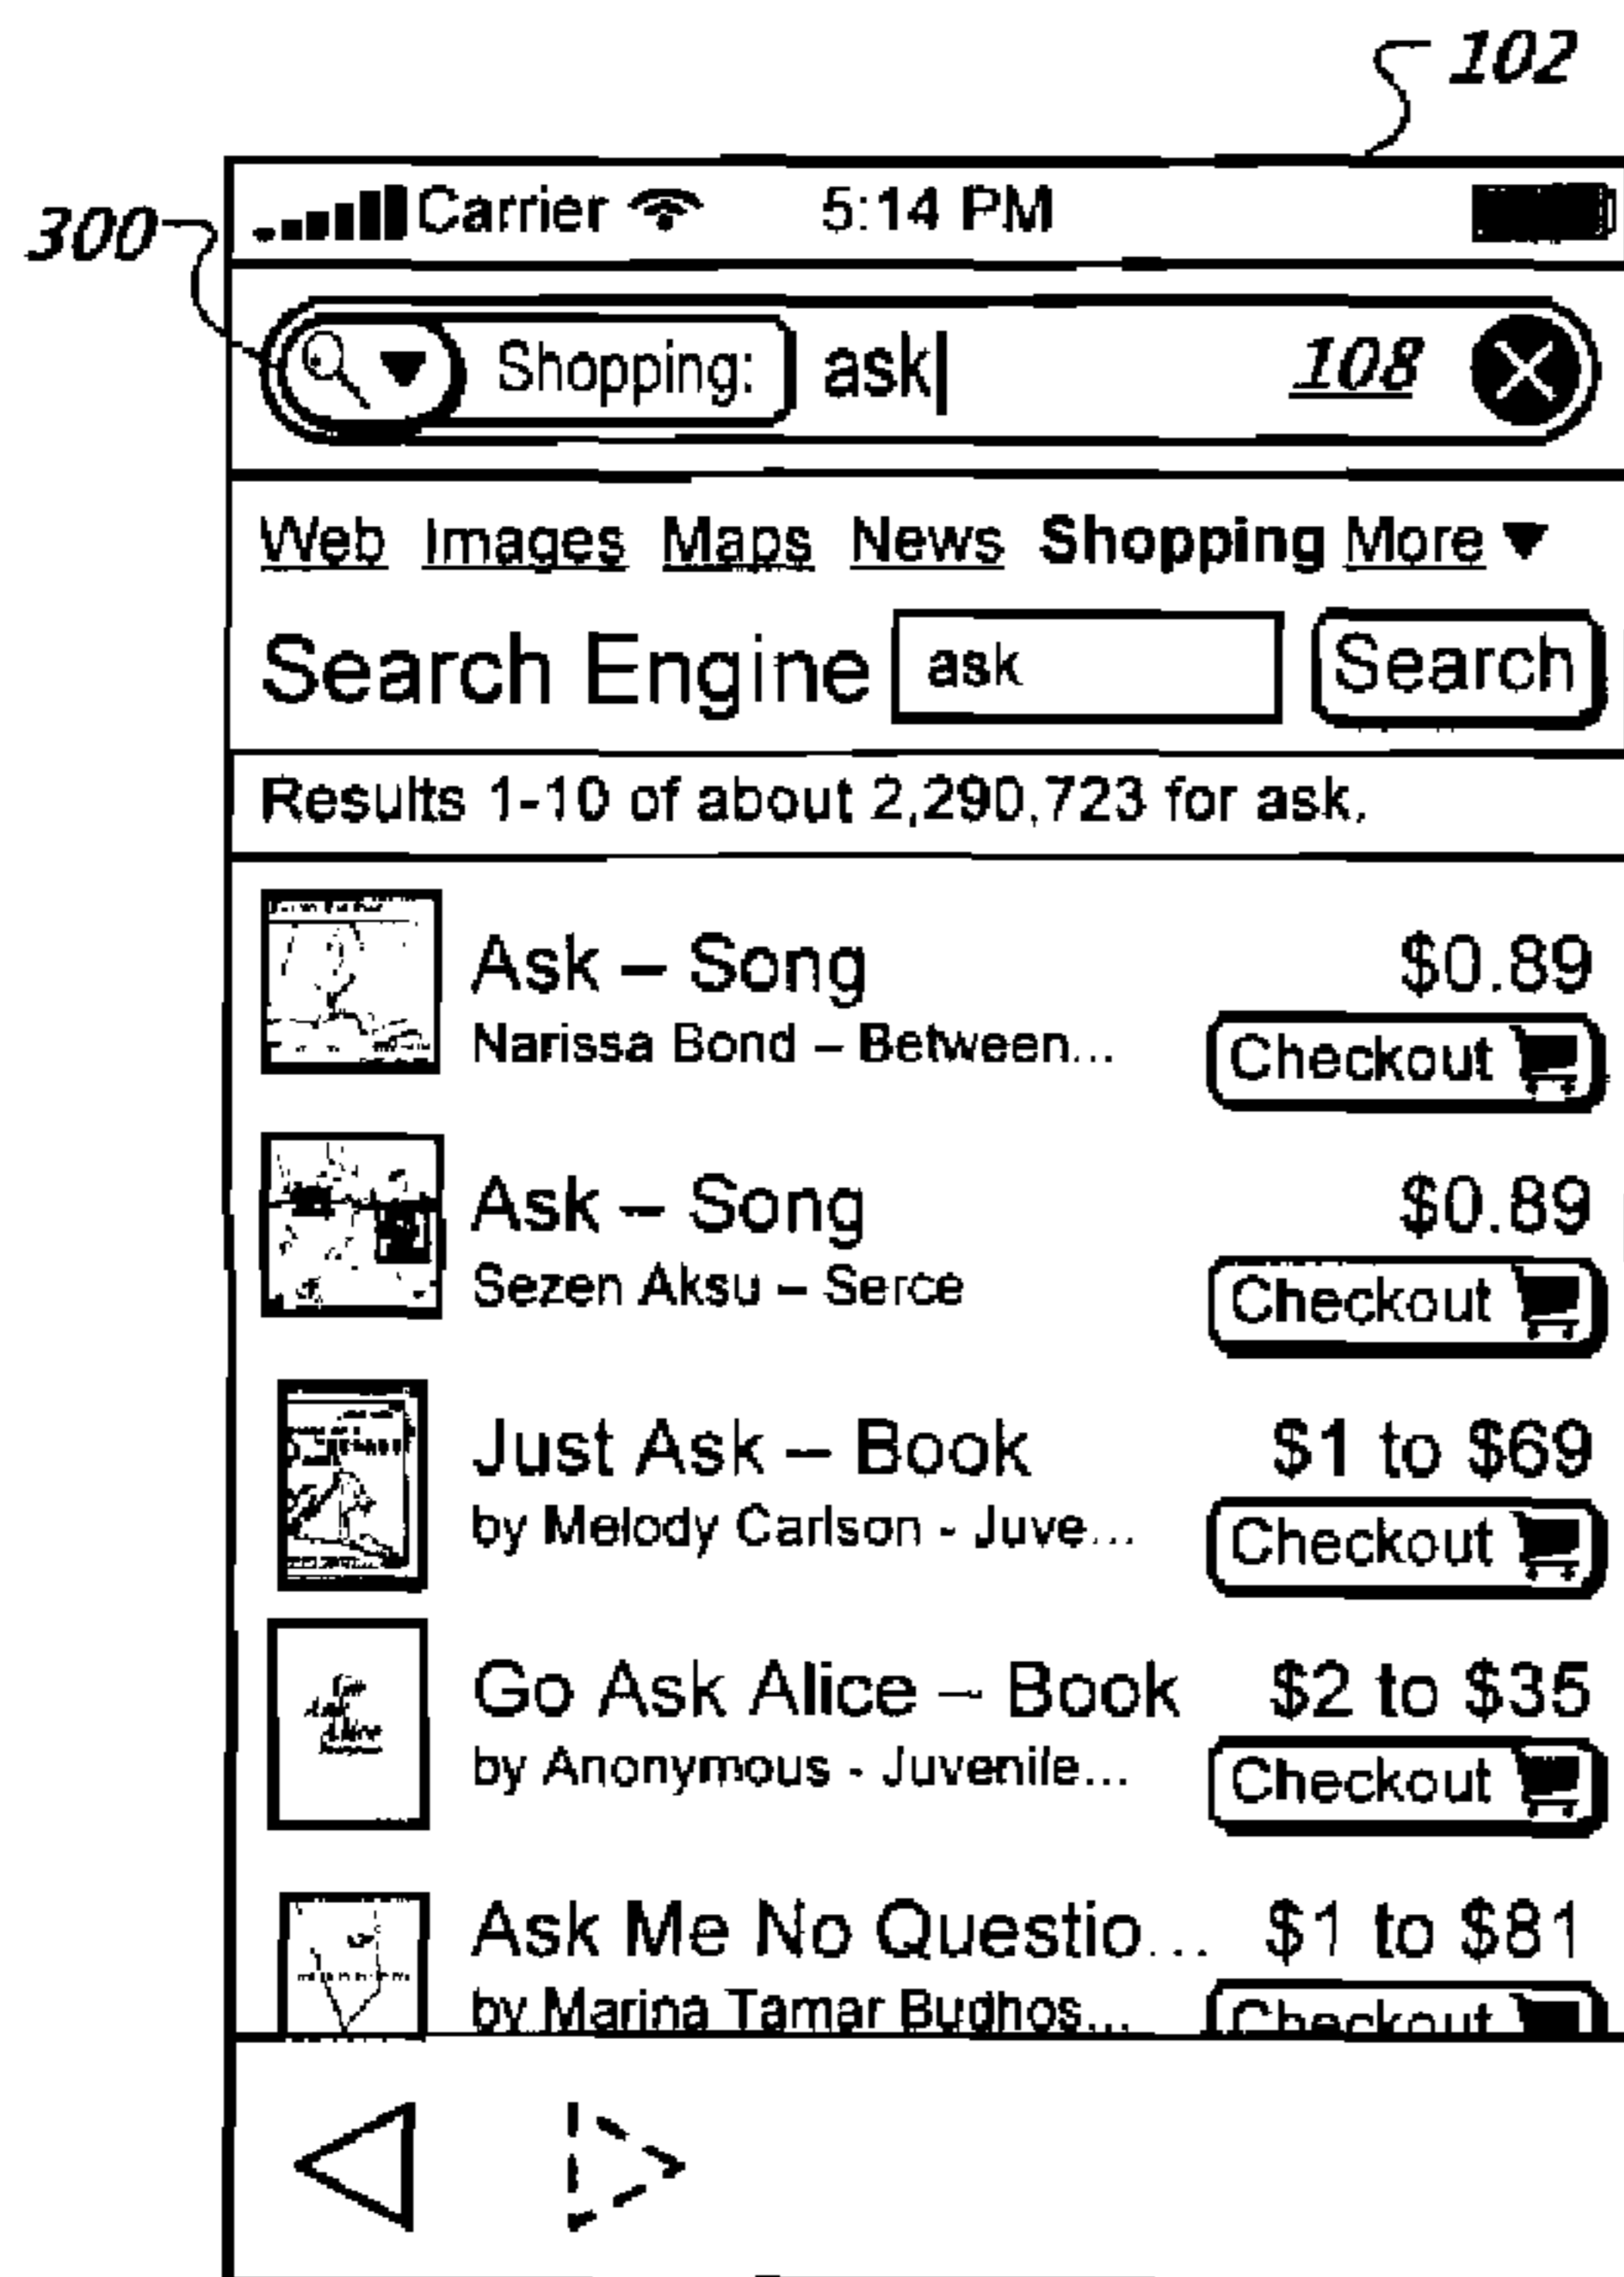 102
300
Carrier 5:14 PM
Shopping: ask 108
Web Images Maps News Shopping More
Search Engine ask Search
Results 1-10 of about 2,290,723 for ask.
Ask – Song $0.89
Narissa Bond – Between... Checkout
Ask – Song $0.89
Sezen Aksu – Serce Checkout
Just Ask – Book $1 to $69
by Melody Carlson - Juve... Checkout
Go Ask Alice – Book $2 to $35
by Anonymous - Juvenile... Checkout
Ask Me No Questio... $1 to $81
by Marina Tamar Budhos... Checkout